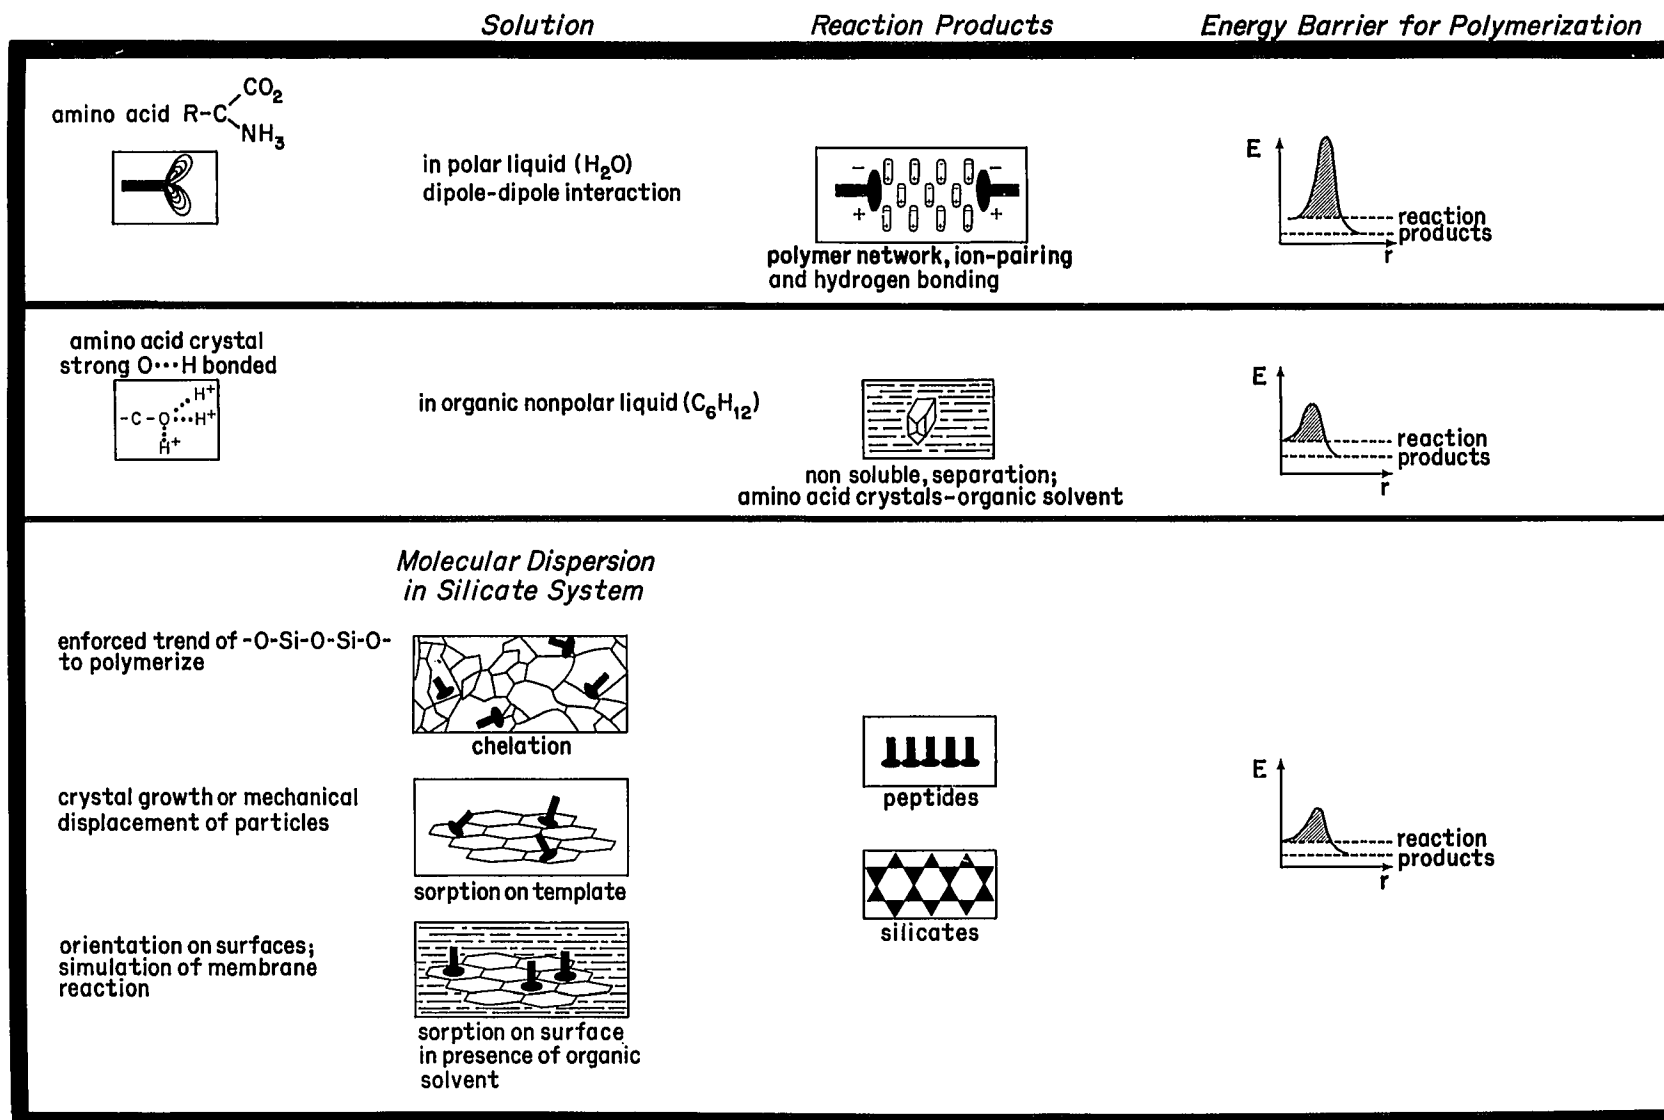 Solution
Reaction Products
Energy Barrier for Polymerization
CO₂
amino acid R-C
NH₃
in polar liquid (H₂O)
dipole-dipole interaction
− −
+ +
polymer network, ion-pairing
and hydrogen bonding
E
reaction
products
r
amino acid crystal
strong O···H bonded
H⁺
-C-O···H⁺
H⁺
in organic nonpolar liquid (C₆H₁₂)
non soluble, separation;
amino acid crystals-organic solvent
E
reaction
products
r
Molecular Dispersion
in Silicate System
enforced trend of -O-Si-O-Si-O-
to polymerize
chelation
crystal growth or mechanical
displacement of particles
sorption on template
orientation on surfaces;
simulation of membrane
reaction
sorption on surface
in presence of organic
solvent
peptides
silicates
E
reaction
products
r